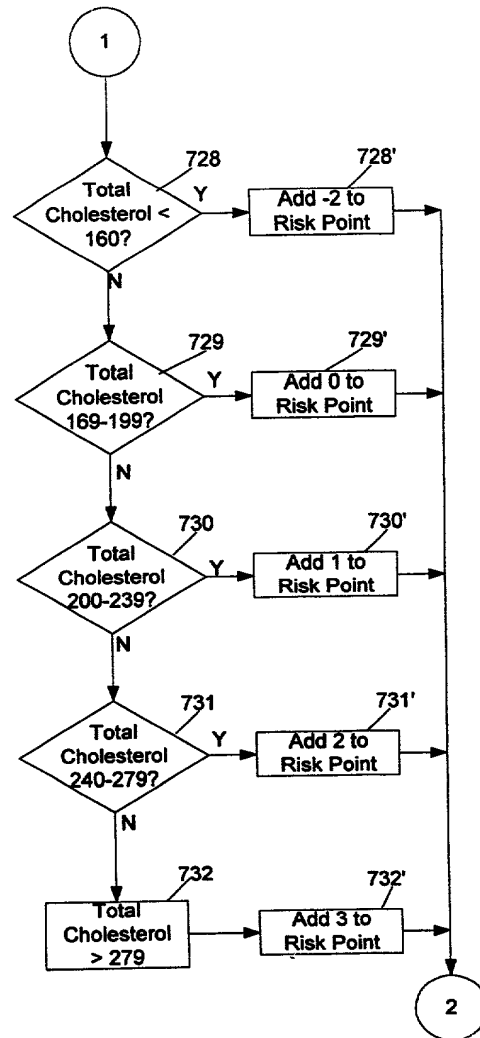 1
728
Total
Cholesterol <
160?
Y
728'
Add -2 to
Risk Point
N
729
Total
Cholesterol
169-199?
Y
729'
Add 0 to
Risk Point
N
730
Total
Cholesterol
200-239?
Y
730'
Add 1 to
Risk Point
N
731
Total
Cholesterol
240-279?
Y
731'
Add 2 to
Risk Point
N
732
Total
Cholesterol
> 279
732'
Add 3 to
Risk Point
2